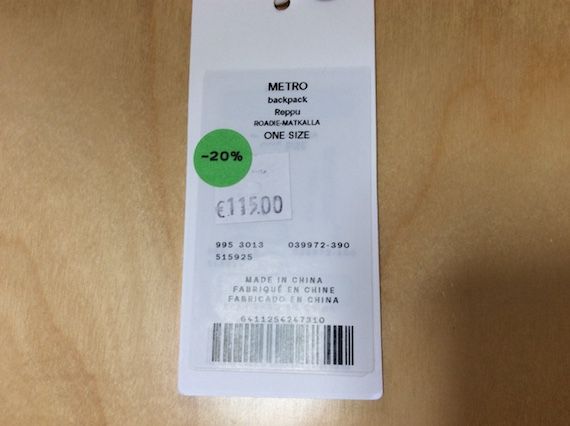 METRO
backpack
Reppu
ROADIE-MATKALLA
ONE SIZE
-20%
€115.00
995 3013 039972-390
515925
MADE IN CHINA
FABRIQUÉ EN CHINE
FABRICADO EN CHINA
6411254247310